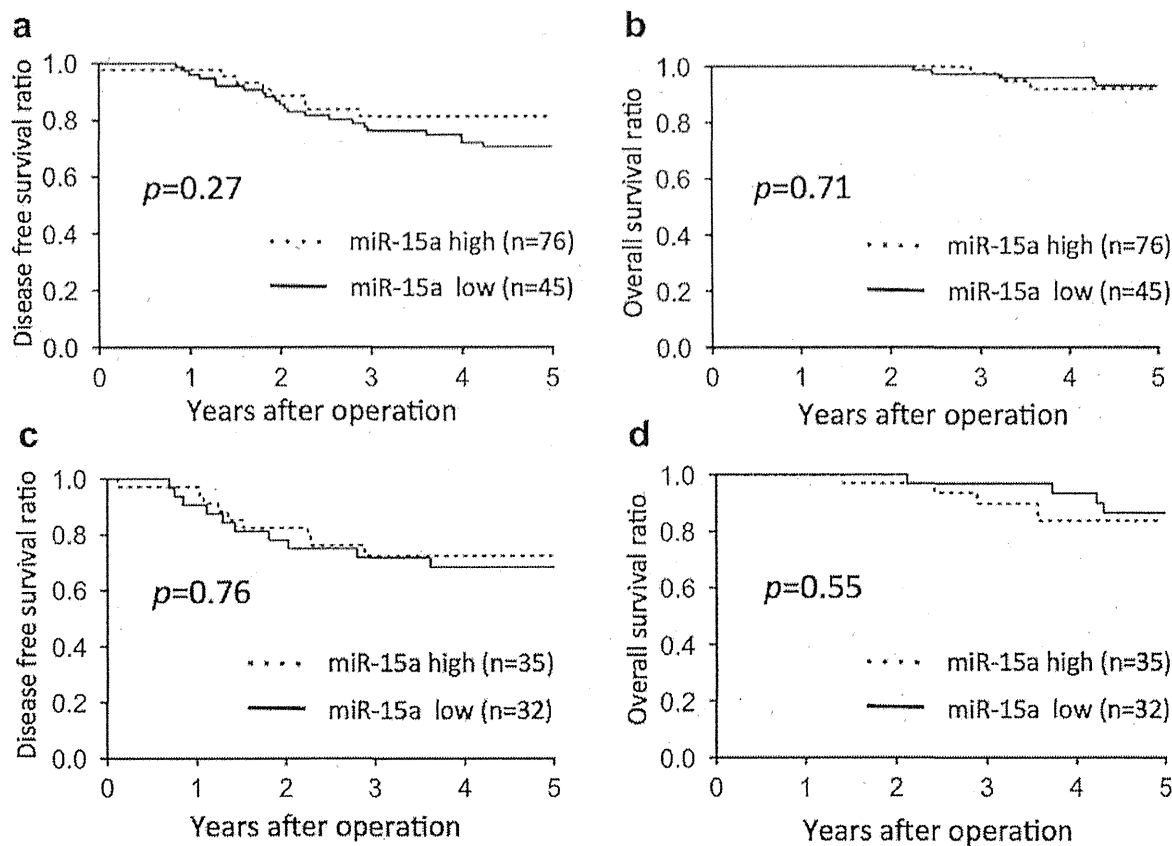 a
1.0
0.8
0.6
0.4
0.2
0.0
Disease free survival ratio
p=0.27
miR-15a high (n=76)
miR-15a low (n=45)
0 1 2 3 4 5
Years after operation
b
1.0
0.8
0.6
0.4
0.2
0.0
Overall survival ratio
p=0.71
miR-15a high (n=76)
miR-15a low (n=45)
0 1 2 3 4 5
Years after operation
c
1.0
0.8
0.6
0.4
0.2
0.0
Disease free survival ratio
p=0.76
miR-15a high (n=35)
miR-15a low (n=32)
0 1 2 3 4 5
Years after operation
d
1.0
0.8
0.6
0.4
0.2
0.0
Overall survival ratio
p=0.55
miR-15a high (n=35)
miR-15a low (n=32)
0 1 2 3 4 5
Years after operation